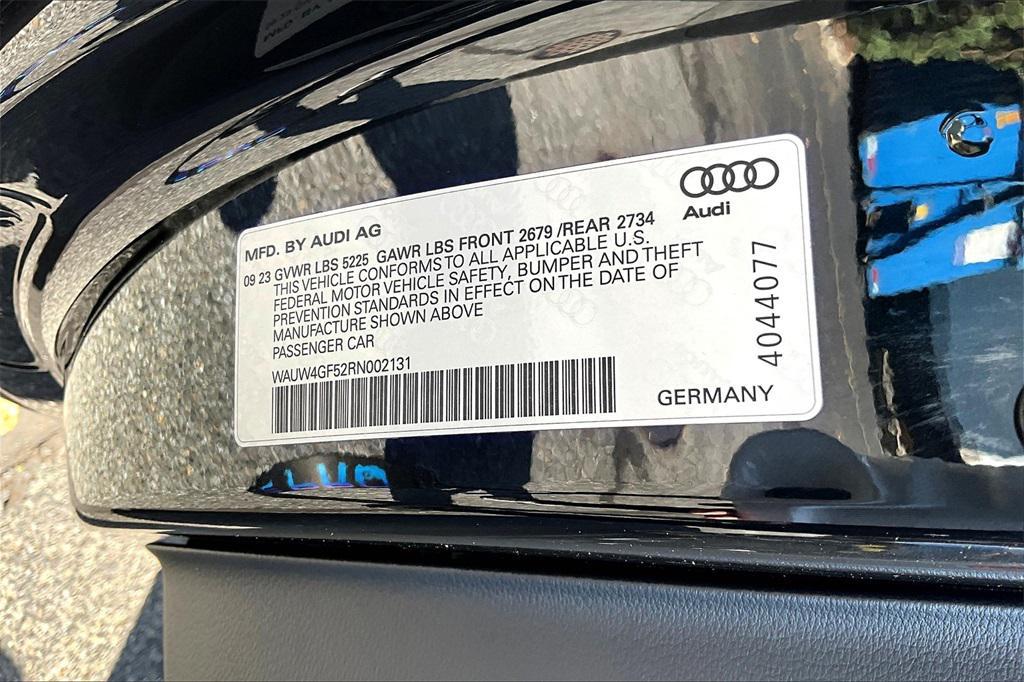 Audi
MFD. BY AUDI AG
09 23 GVWR LBS 5225 GAWR LBS FRONT 2679 /REAR 2734
THIS VEHICLE CONFORMS TO ALL APPLICABLE U.S.
FEDERAL MOTOR VEHICLE SAFETY, BUMPER AND THEFT
PREVENTION STANDARDS IN EFFECT ON THE DATE OF
MANUFACTURE SHOWN ABOVE
PASSENGER CAR
WAUW4GF52RN002131
4044077
GERMANY